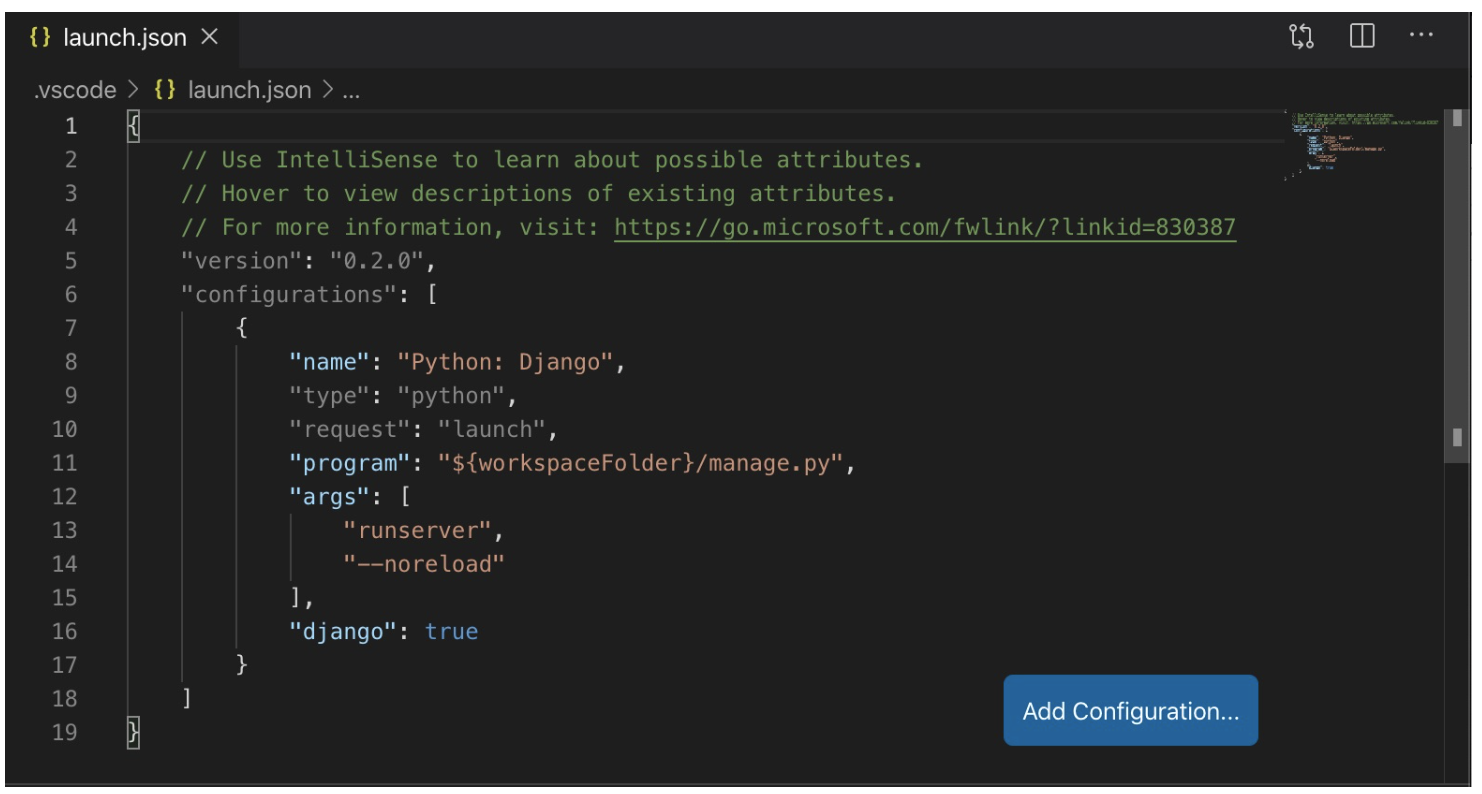 {} launch.json ×
.vscode > {} launch.json > ...
1 {
2 // Use IntelliSense to learn about possible attributes.
3 // Hover to view descriptions of existing attributes.
4 // For more information, visit: https://go.microsoft.com/fwlink/?linkid=830387
5 "version": "0.2.0",
6 "configurations": [
7 {
8 "name": "Python: Django",
9 "type": "python",
10 "request": "launch",
11 "program": "${workspaceFolder}/manage.py",
12 "args": [
13 "runserver",
14 "--noreload"
15 ],
16 "django": true
17 }
18 ]
19 }
Add Configuration...